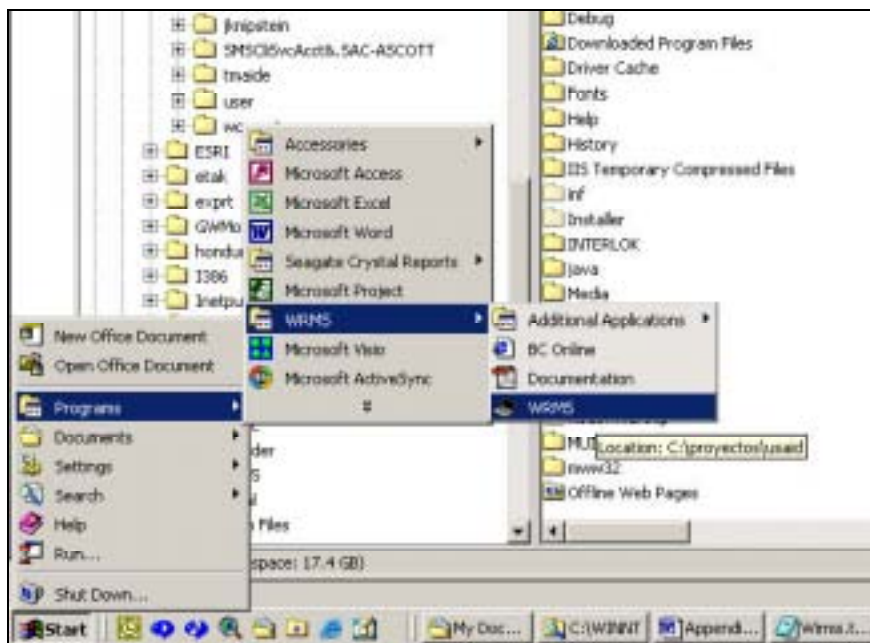 jknipstein
SMSCliSvcAcct&.SAC-ASCOTT
tmaide
user
ESRI
etak
exprt
GWMo
hondu
I386
Inetpu
Debug
Downloaded Program Files
Driver Cache
Fonts
Help
History
IIS Temporary Compressed Files
inf
Installer
INTERLOK
java
Media
MUI
mww32
Offline Web Pages
Accessories
Microsoft Access
Microsoft Excel
Microsoft Word
Seagate Crystal Reports
Microsoft Project
WRMS
Microsoft Visio
Microsoft ActiveSync
Additional Applications
BC Online
Documentation
WRMS
Location: C:\proyectos\usaid
New Office Document
Open Office Document
Programs
Documents
Settings
Search
Help
Run...
Shut Down...
der
Files
space: 17.4 GB)
Start
My Doc...
C:\WINNT
Appendi...